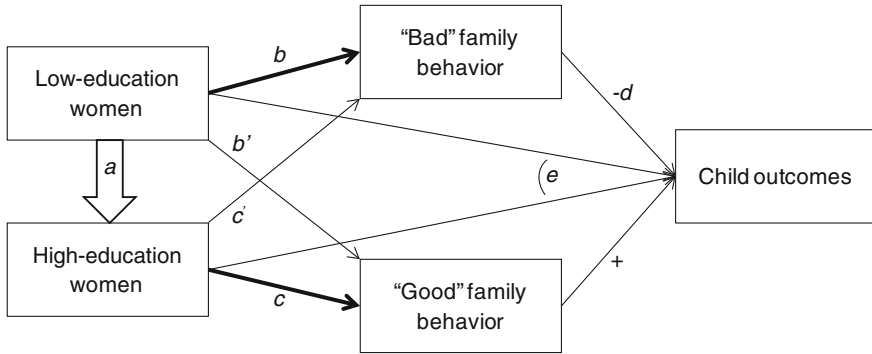 Low-education
women
a
High-education
women
b
b’
c’
c
“Bad” family
behavior
“Good” family
behavior
-d
(e
+
Child outcomes